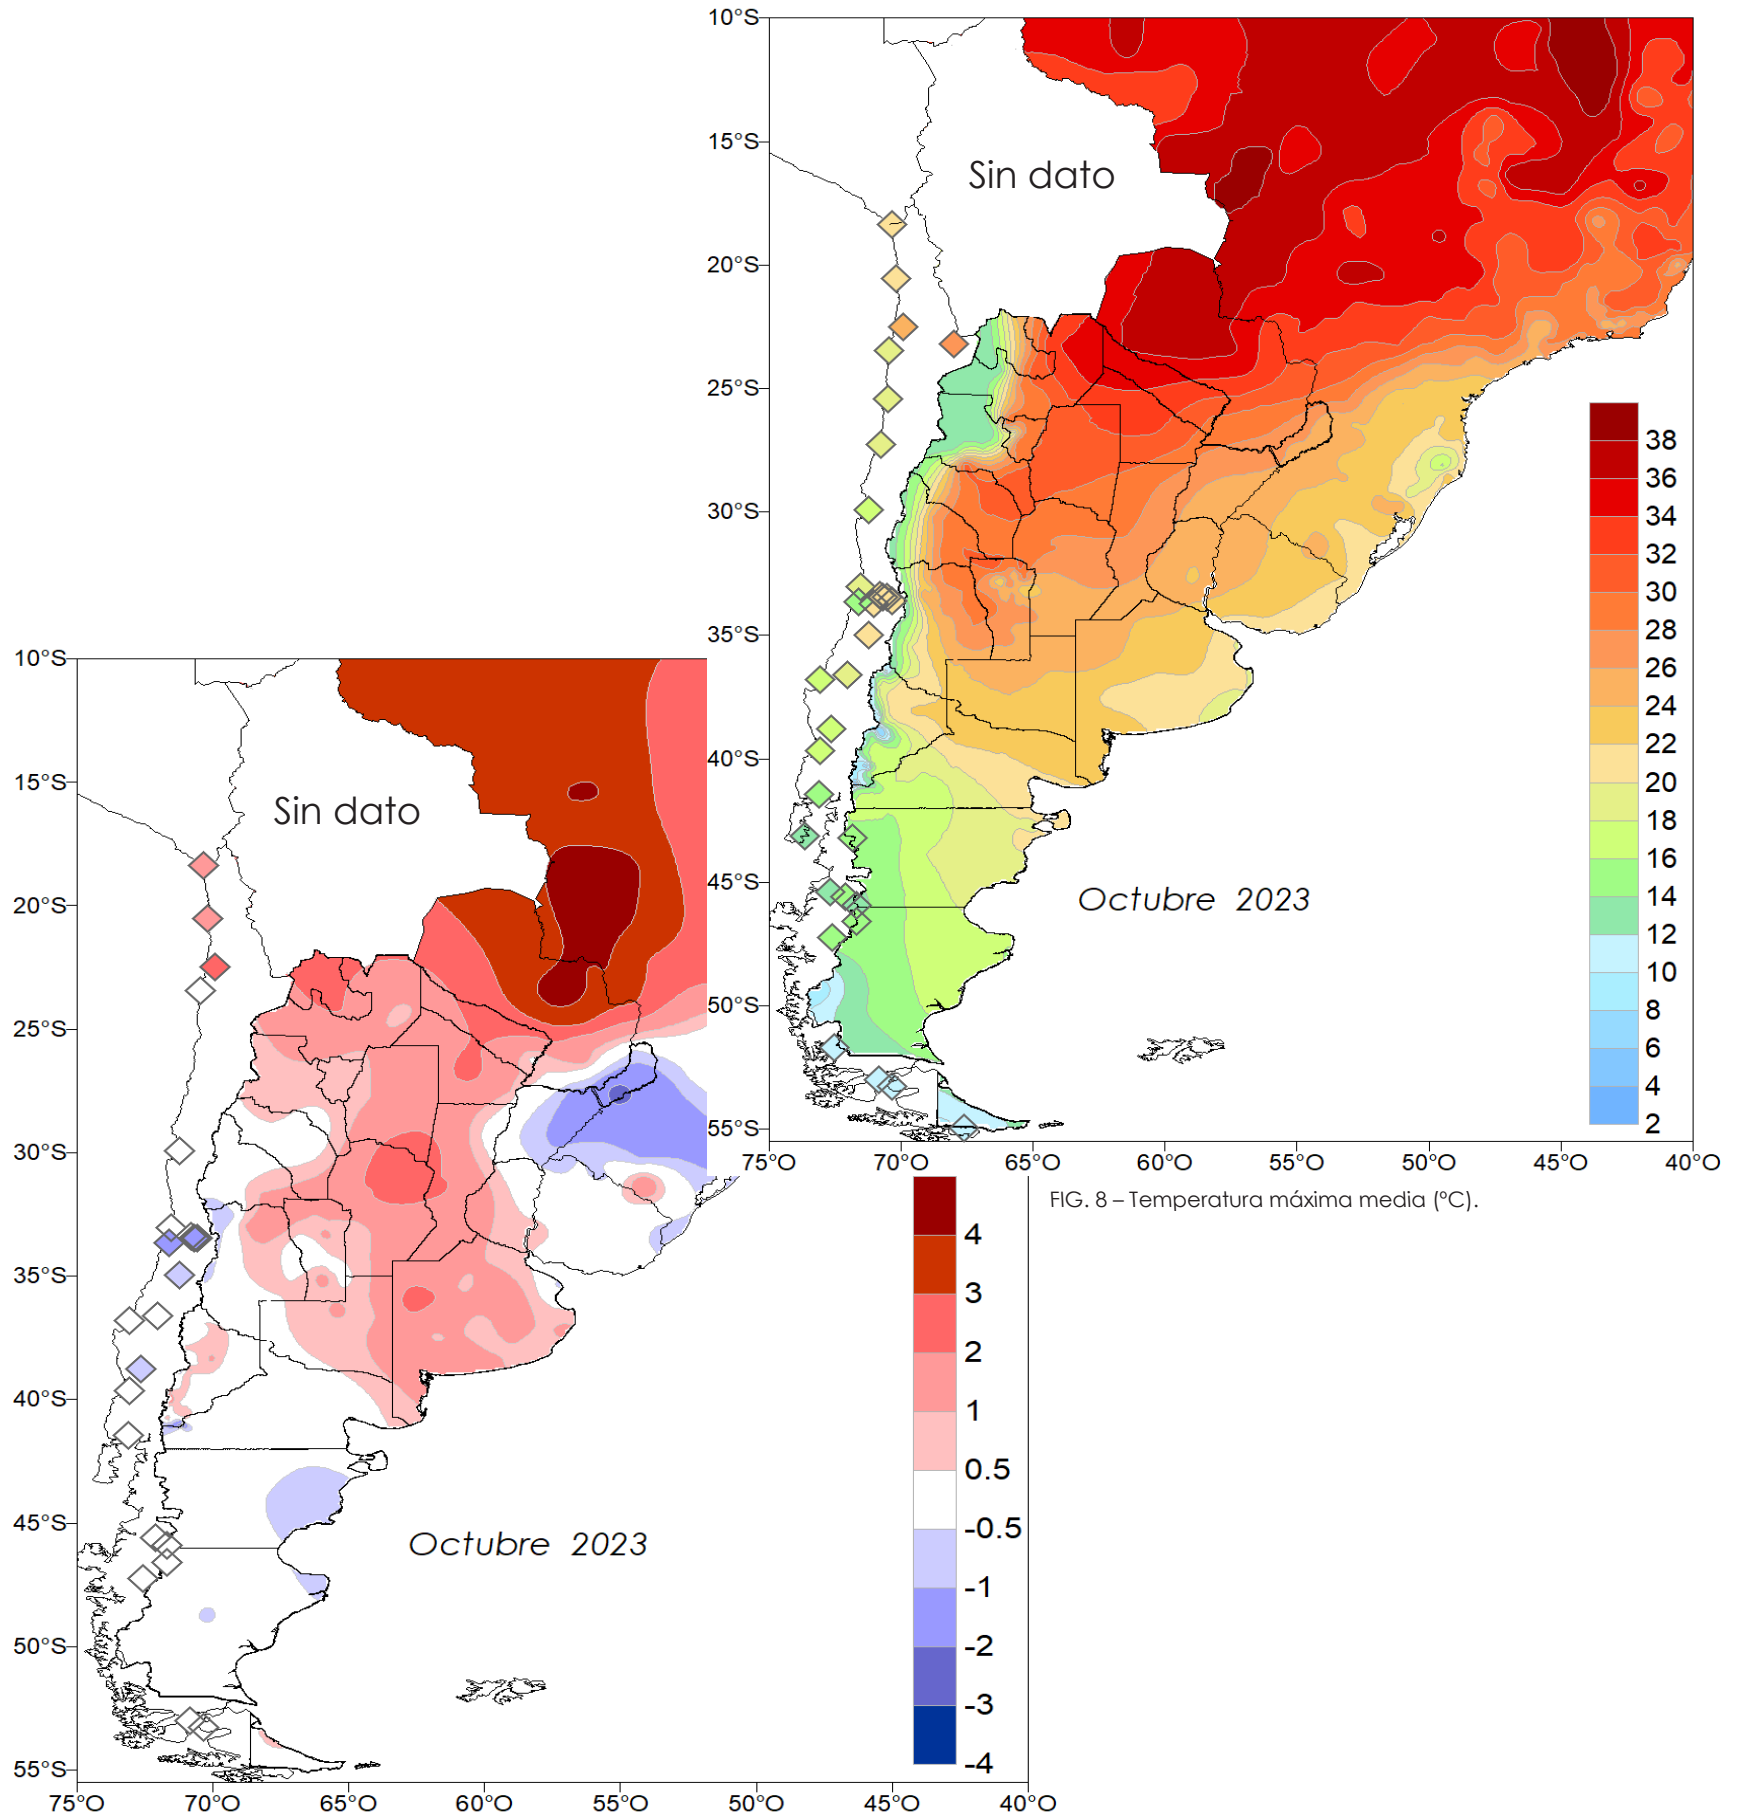 10°S
15°S
Sin dato
20°S
25°S
30°S
35°S
40°S
45°S
50°S
55°S
75°O
70°O
65°O
60°O
55°O
50°O
45°O
40°O
Octubre 2023
38
36
34
32
30
28
26
24
22
20
18
16
14
12
10
8
6
4
2
FIG. 8 – Temperatura máxima media (ºC).
10°S
15°S
Sin dato
20°S
25°S
30°S
35°S
40°S
45°S
50°S
55°S
75°O
70°O
65°O
60°O
55°O
50°O
45°O
40°O
Octubre 2023
4
3
2
1
0.5
-0.5
-1
-2
-3
-4